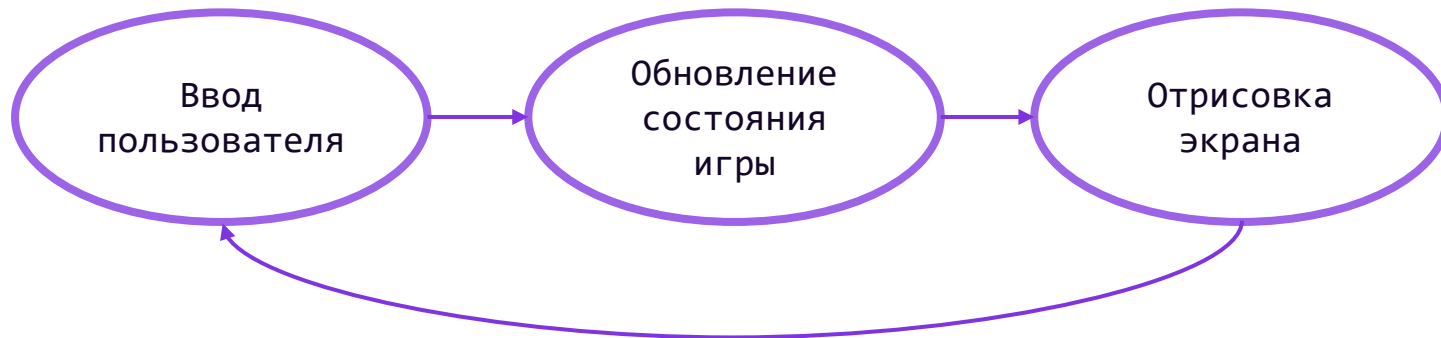 Ввод
пользователя
Обновление
состояния
игры
Отрисовка
экрана